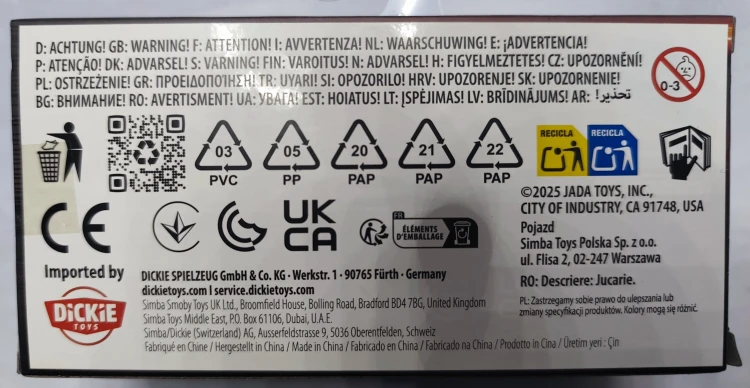 D: ACHTUNG! GB: WARNING! F: ATTENTION! I: AVVERTENZA! NL: WAARSCHUWING! E: ¡ADVERTENCIA!
P: ATENÇÃO! DK: ADVARSEL! S: VARNING! FIN: VAROITUS! N: ADVARSEL! H: FIGYELMEZTETES! CZ: UPOZORNĚNÍ!
PL: OSTRZEŻENIE! GR: ΠΡΟΕΙΔΟΠΟΙΗΣΗ! TR: UYARI! SI: OPOZORILO! HRV: UPOZORENJE! SK: UPOZORNENIE!
BG: ВНИМАНИЕ! RO: AVERTISMENT! UA: УВАГА! EST: HOIATUS! LT: ĮSPĖJIMAS! LV: BRĪDINĀJUMS! AR: تحذير!
0-3
03
PVC
05
PP
20
PAP
21
PAP
22
PAP
RECICLA
RECICLA
CE
UK
CA
FR
ÉLÉMENTS
D'EMBALLAGE
©2025 JADA TOYS, INC.,
CITY OF INDUSTRY, CA 91748, USA
Pojazd
Simba Toys Polska Sp. z o.o.
ul. Flisa 2, 02-247 Warszawa
RO: Descriere: Jucarie.
PL: Zastrzegamy sobie prawo do ulepszania lub
zmiany specyfikacji produktów. Kolory mogą się różnić.
Imported by
DICKIE
TOYS
DICKIE SPIELZEUG GmbH & Co. KG · Werkstr. 1 · 90765 Fürth · Germany
dickietoys.com | service.dickietoys.com
Simba Smoby Toys UK Ltd., Broomfield House, Bolling Road, Bradford BD4 7BG, United Kingdom
Simba Toys Middle East, P.O. Box 61106, Dubai, U.A.E.
Simba/Dickie (Switzerland) AG, Ausserfeldstrasse 9, 5036 Oberentfelden, Schweiz
Fabriqué en Chine / Hergestellt in China / Made in China / Fabricado en China / Fabricado na China / Prodotto in Cina / Üretim yeri : Çin